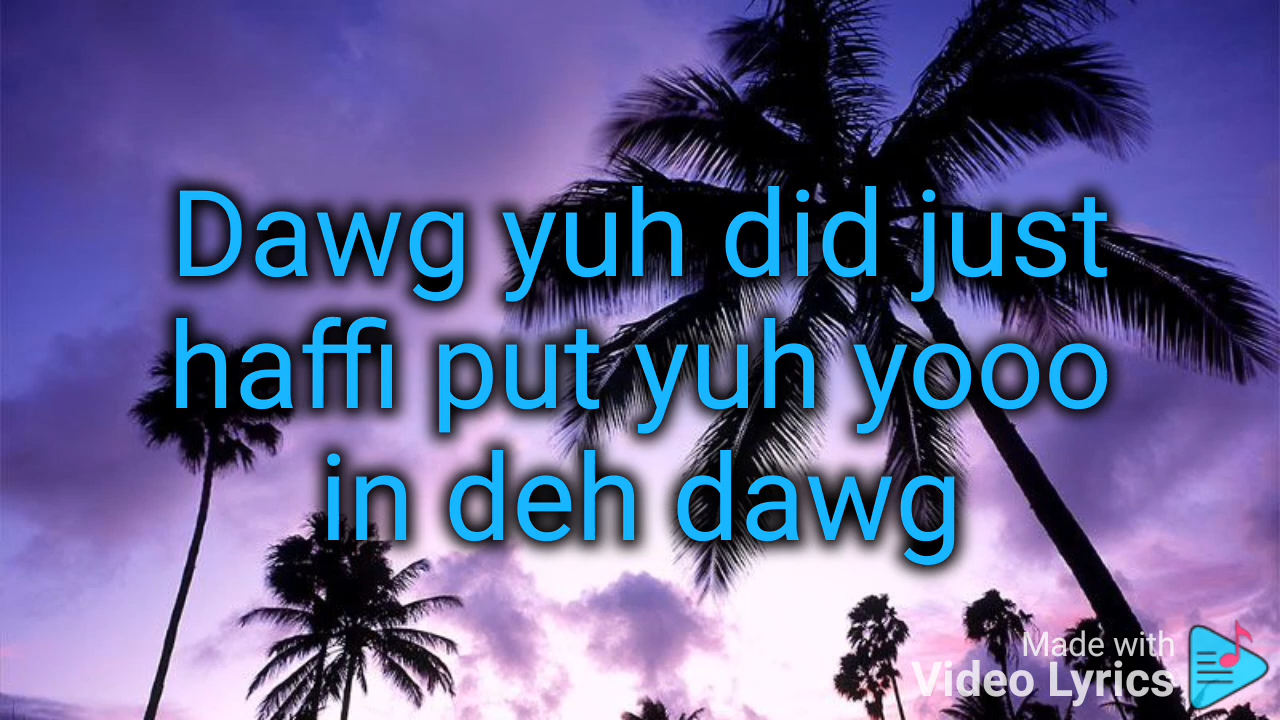 Dawg yuh did just
haffi put yuh yooo
in deh dawg
Made with
Video Lyrics